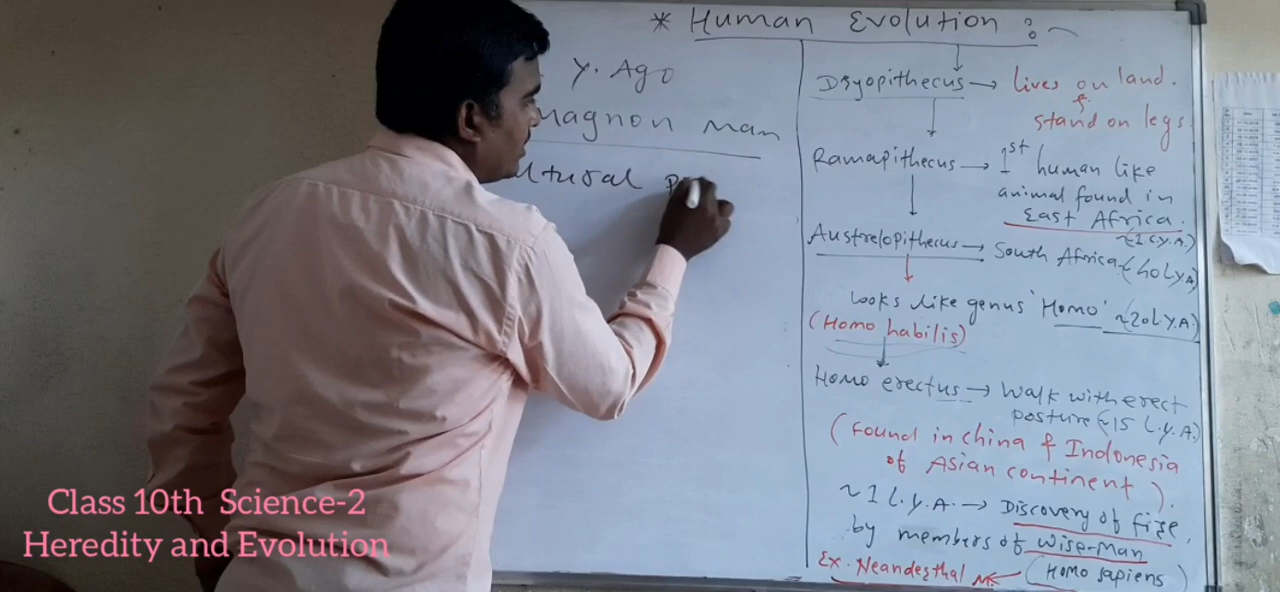 * Human Evolution :~
Y. Ago
magnon man
ltural
Dryopithecus → lives on land.
&
stand on legs
Ramapithecus → 1st human like
animal found in
East Africa.
~1 C.Y.A.)
Austrelopithecus → South Africa (~40 L.Y.A)
looks like genus 'Homo' ~20 L.Y.A)
(Homo habilis)
Homo erectus → Walk with erect
posture (~15 L.Y.A.)
(Found in china & Indonesia
of Asian continent).
~1 L.Y.A. → Discovery of fire,
by members of wise-man
Ex. Neanderthal ← (Homo sapiens)
Class 10th Science-2
Heredity and Evolution